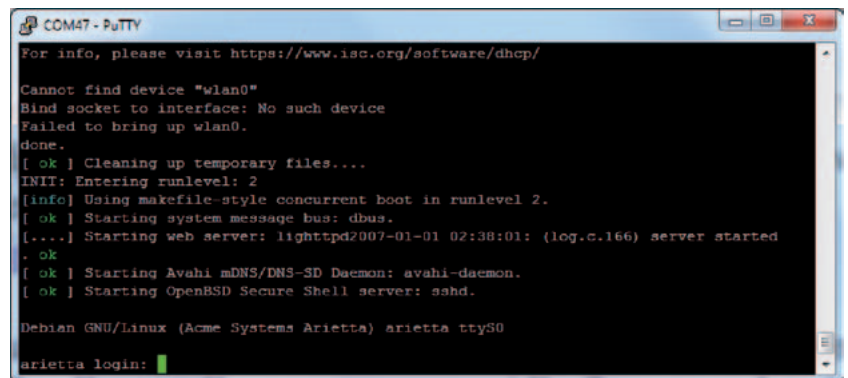 COM47 - PuTTY
For info, please visit https://www.isc.org/software/dhcp/
Cannot find device "wlan0"
Bind socket to interface: No such device
Failed to bring up wlan0.
done.
[ ok ] Cleaning up temporary files....
INIT: Entering runlevel: 2
[info] Using makefile-style concurrent boot in runlevel 2.
[ ok ] Starting system message bus: dbus.
[....] Starting web server: lighttpd2007-01-01 02:38:01: (log.c.166) server started
. ok
[ ok ] Starting Avahi mDNS/DNS-SD Daemon: avahi-daemon.
[ ok ] Starting OpenBSD Secure Shell server: sshd.
Debian GNU/Linux (Acme Systems Arietta) arietta ttyS0
arietta login: